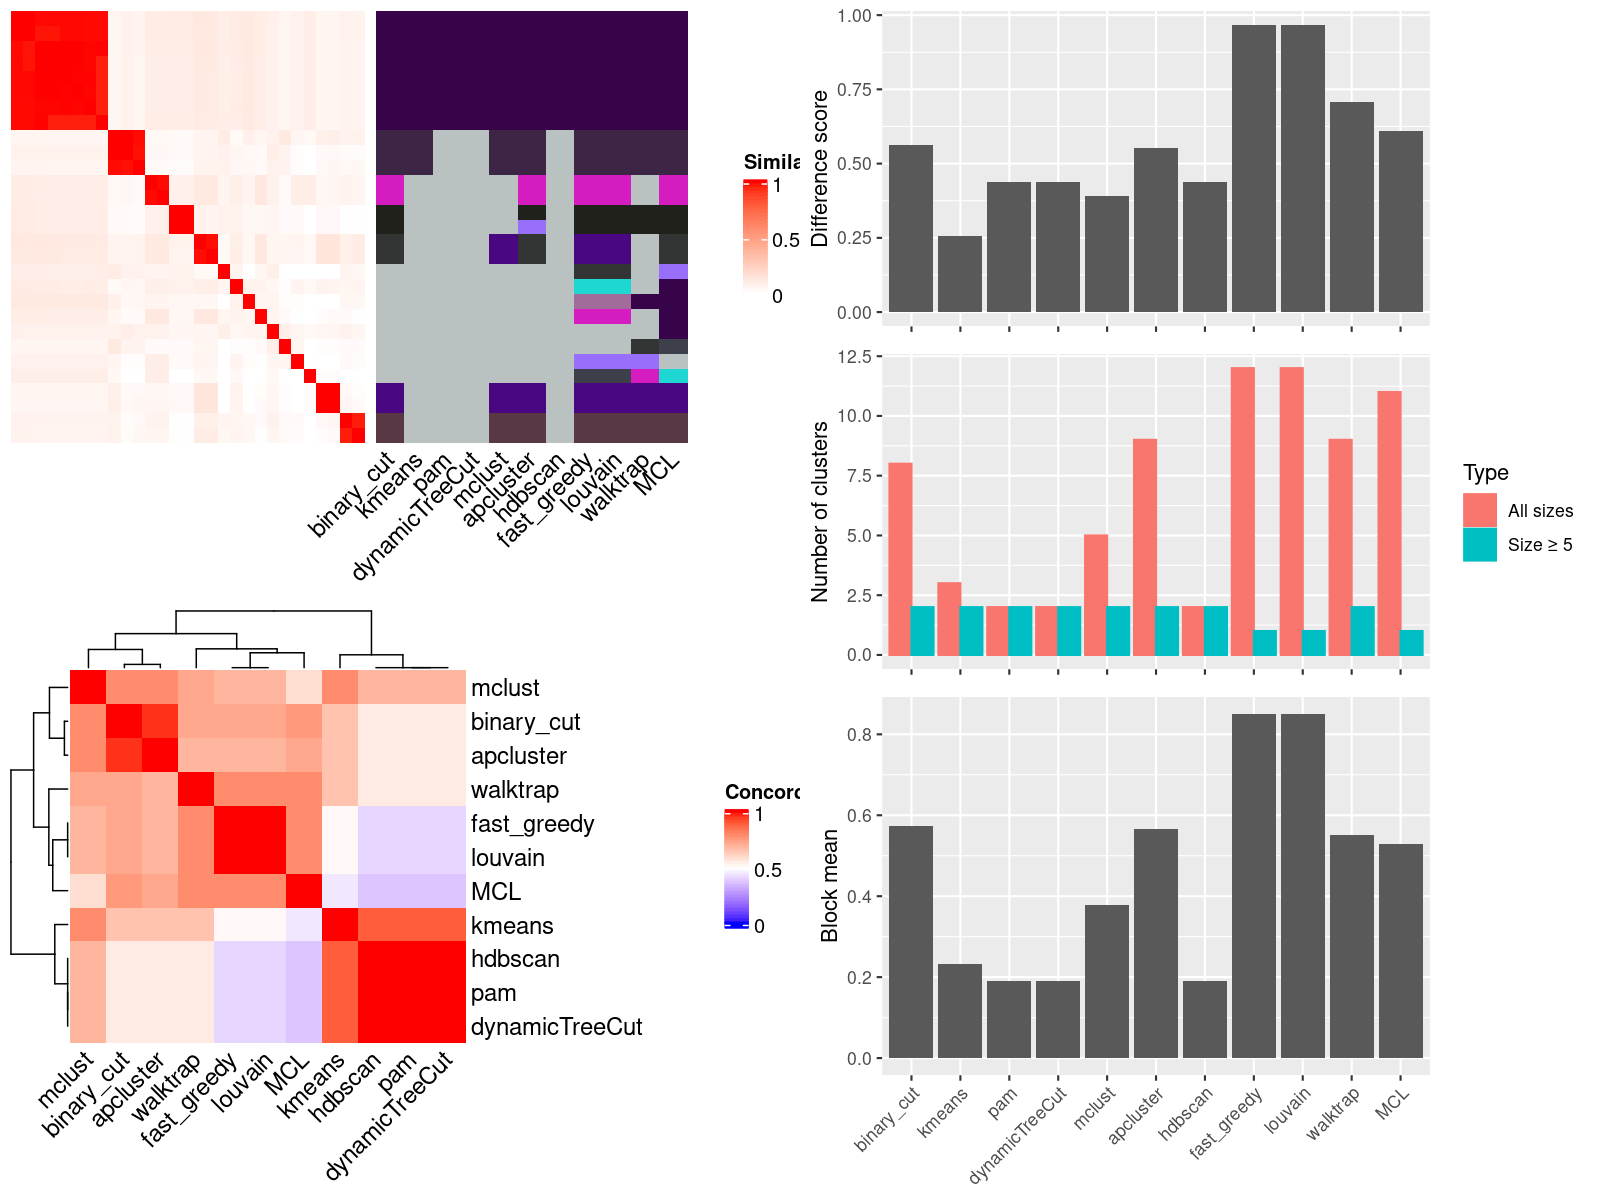 Simila
1
0.5
0
binary_cut
kmeans
pam
dynamicTreeCut
mclust
apcluster
hdbscan
fast_greedy
louvain
walktrap
MCL
mclust
binary_cut
apcluster
walktrap
fast_greedy
louvain
MCL
kmeans
hdbscan
pam
dynamicTreeCut
mclust
binary_cut
apcluster
walktrap
fast_greedy
louvain
MCL
kmeans
hdbscan
pam
dynamicTreeCut
Concord
1
0.5
0
Difference score
1.00
0.75
0.50
0.25
0.00
Number of clusters
12.5
10.0
7.5
5.0
2.5
0.0
Type
All sizes
Size ≥ 5
Block mean
0.8
0.6
0.4
0.2
0.0
binary_cut
kmeans
pam
dynamicTreeCut
mclust
apcluster
hdbscan
fast_greedy
louvain
walktrap
MCL